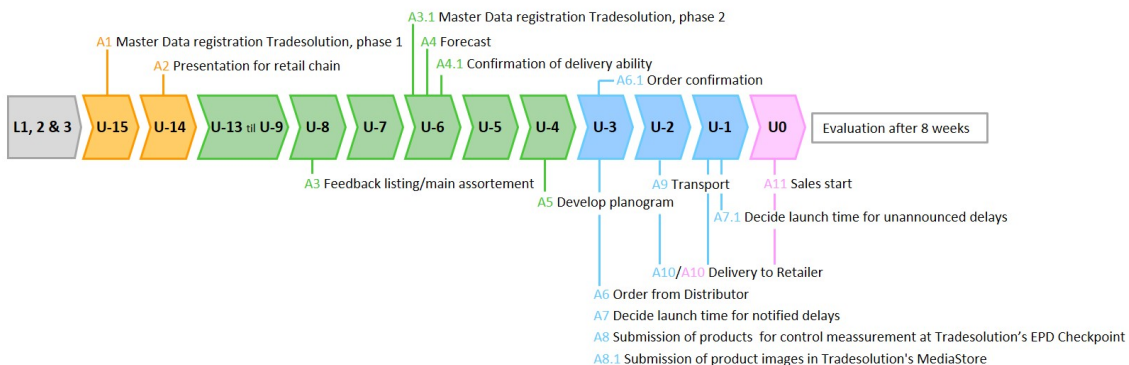 A3.1 Master Data registration Tradesolution, phase 2
A1 Master Data registration Tradesolution, phase 1
A4 Forecast
A2 Presentation for retail chain
A4.1 Confirmation of delivery ability
A6.1 Order confirmation
L1, 2 & 3
U-15
U-14
U-13 til U-9
U-8
U-7
U-6
U-5
U-4
U-3
U-2
U-1
U0
Evaluation after 8 weeks
A3 Feedback listing/main assortement
A9 Transport
A11 Sales start
A5 Develop planogram
A7.1 Decide launch time for unannounced delays
A10/A10 Delivery to Retailer
A6 Order from Distributor
A7 Decide launch time for notified delays
A8 Submission of products for control meassurement at Tradesolution’s EPD Checkpoint
A8.1 Submission of product images in Tradesolution's MediaStore